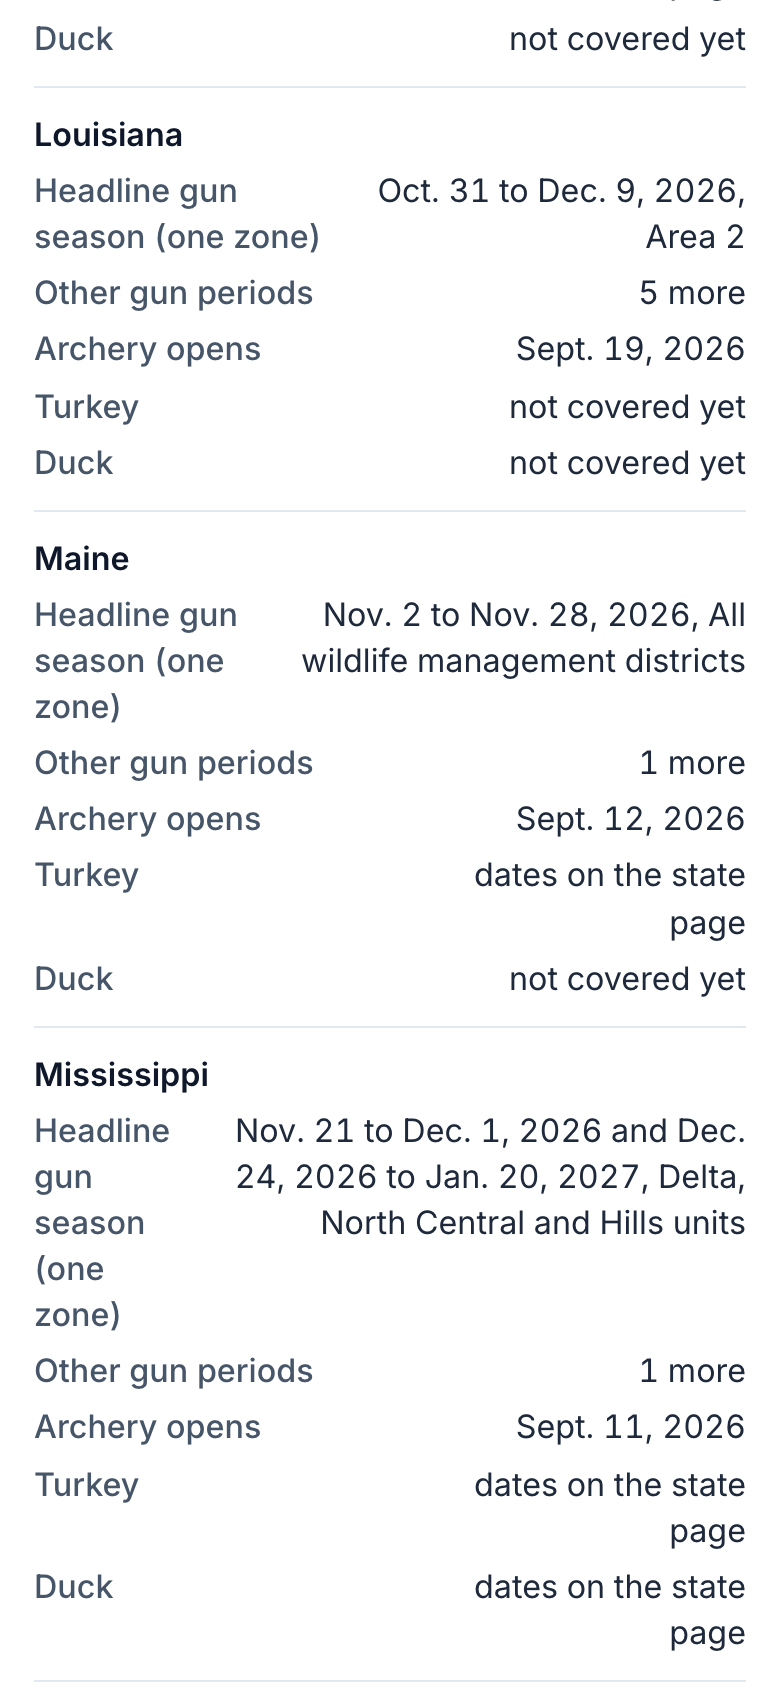 Duck not covered yet
Louisiana
Headline gun Oct. 31 to Dec. 9, 2026,
season (one zone) Area 2
Other gun periods 5 more
Archery opens Sept. 19, 2026
Turkey not covered yet
Duck not covered yet
Maine
Headline gun Nov. 2 to Nov. 28, 2026, All
season (one wildlife management districts
zone)
Other gun periods 1 more
Archery opens Sept. 12, 2026
Turkey dates on the state
page
Duck not covered yet
Mississippi
Headline Nov. 21 to Dec. 1, 2026 and Dec.
gun 24, 2026 to Jan. 20, 2027, Delta,
season North Central and Hills units
(one
zone)
Other gun periods 1 more
Archery opens Sept. 11, 2026
Turkey dates on the state
page
Duck dates on the state
page